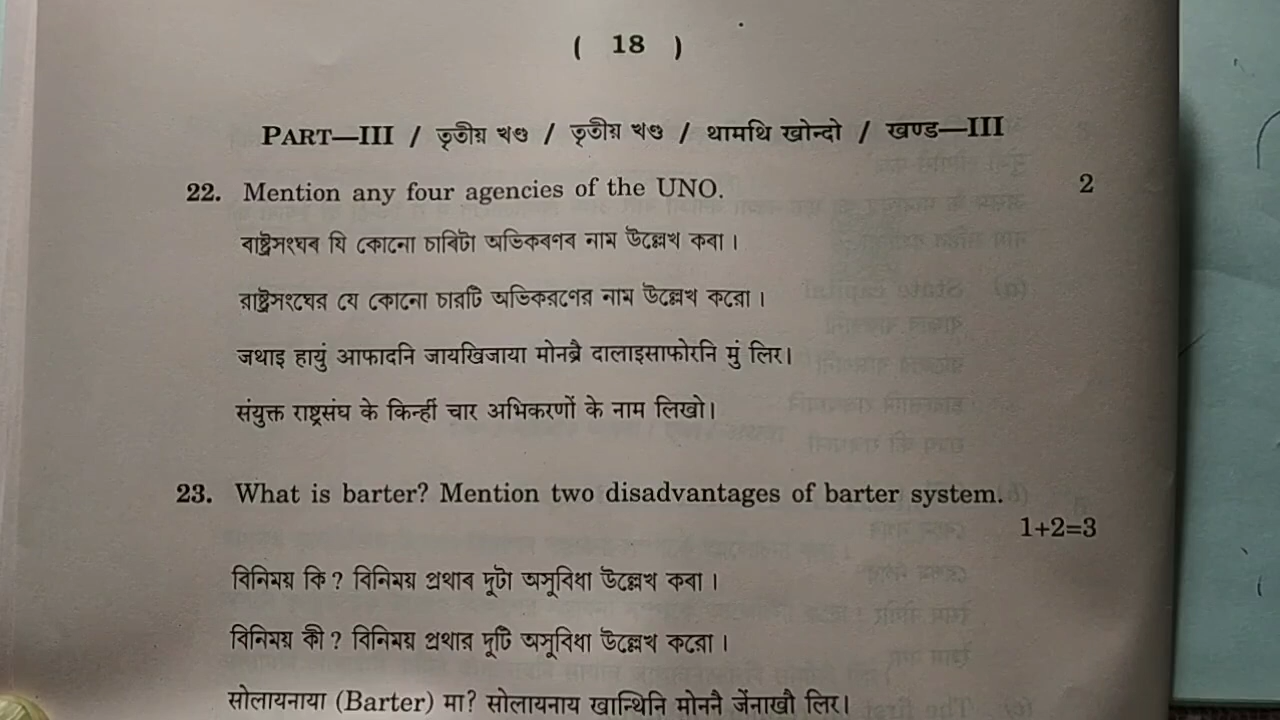 ( 18 )
PART—III / তৃতীয় খণ্ড / তৃতীয় খণ্ড / थामथि खोन्दो / खण्ड—III
22. Mention any four agencies of the UNO. 2
ৰাষ্ট্ৰসংঘৰ যি কোনো চাৰিটা অভিকৰণৰ নাম উল্লেখ কৰা ।
রাষ্ট্রসংঘের যে কোনো চারটি অভিকরণের নাম উল্লেখ করো ।
जथाइ हायुं आफादनि जायखिजाया मोनब्रै दालाइसाफोरनि मुं लिर।
संयुक्त राष्ट्रसंघ के किन्हीं चार अभिकरणों के नाम लिखो।
23. What is barter? Mention two disadvantages of barter system.
1+2=3
বিনিময় কি ? বিনিময় প্ৰথাৰ দুটা অসুবিধা উল্লেখ কৰা ।
বিনিময় কী ? বিনিময় প্রথার দুটি অসুবিধা উল্লেখ করো ।
सोलायनाया (Barter) मा? सोलायनाय खान्थिनि मोननै जेंनाखौ लिर।